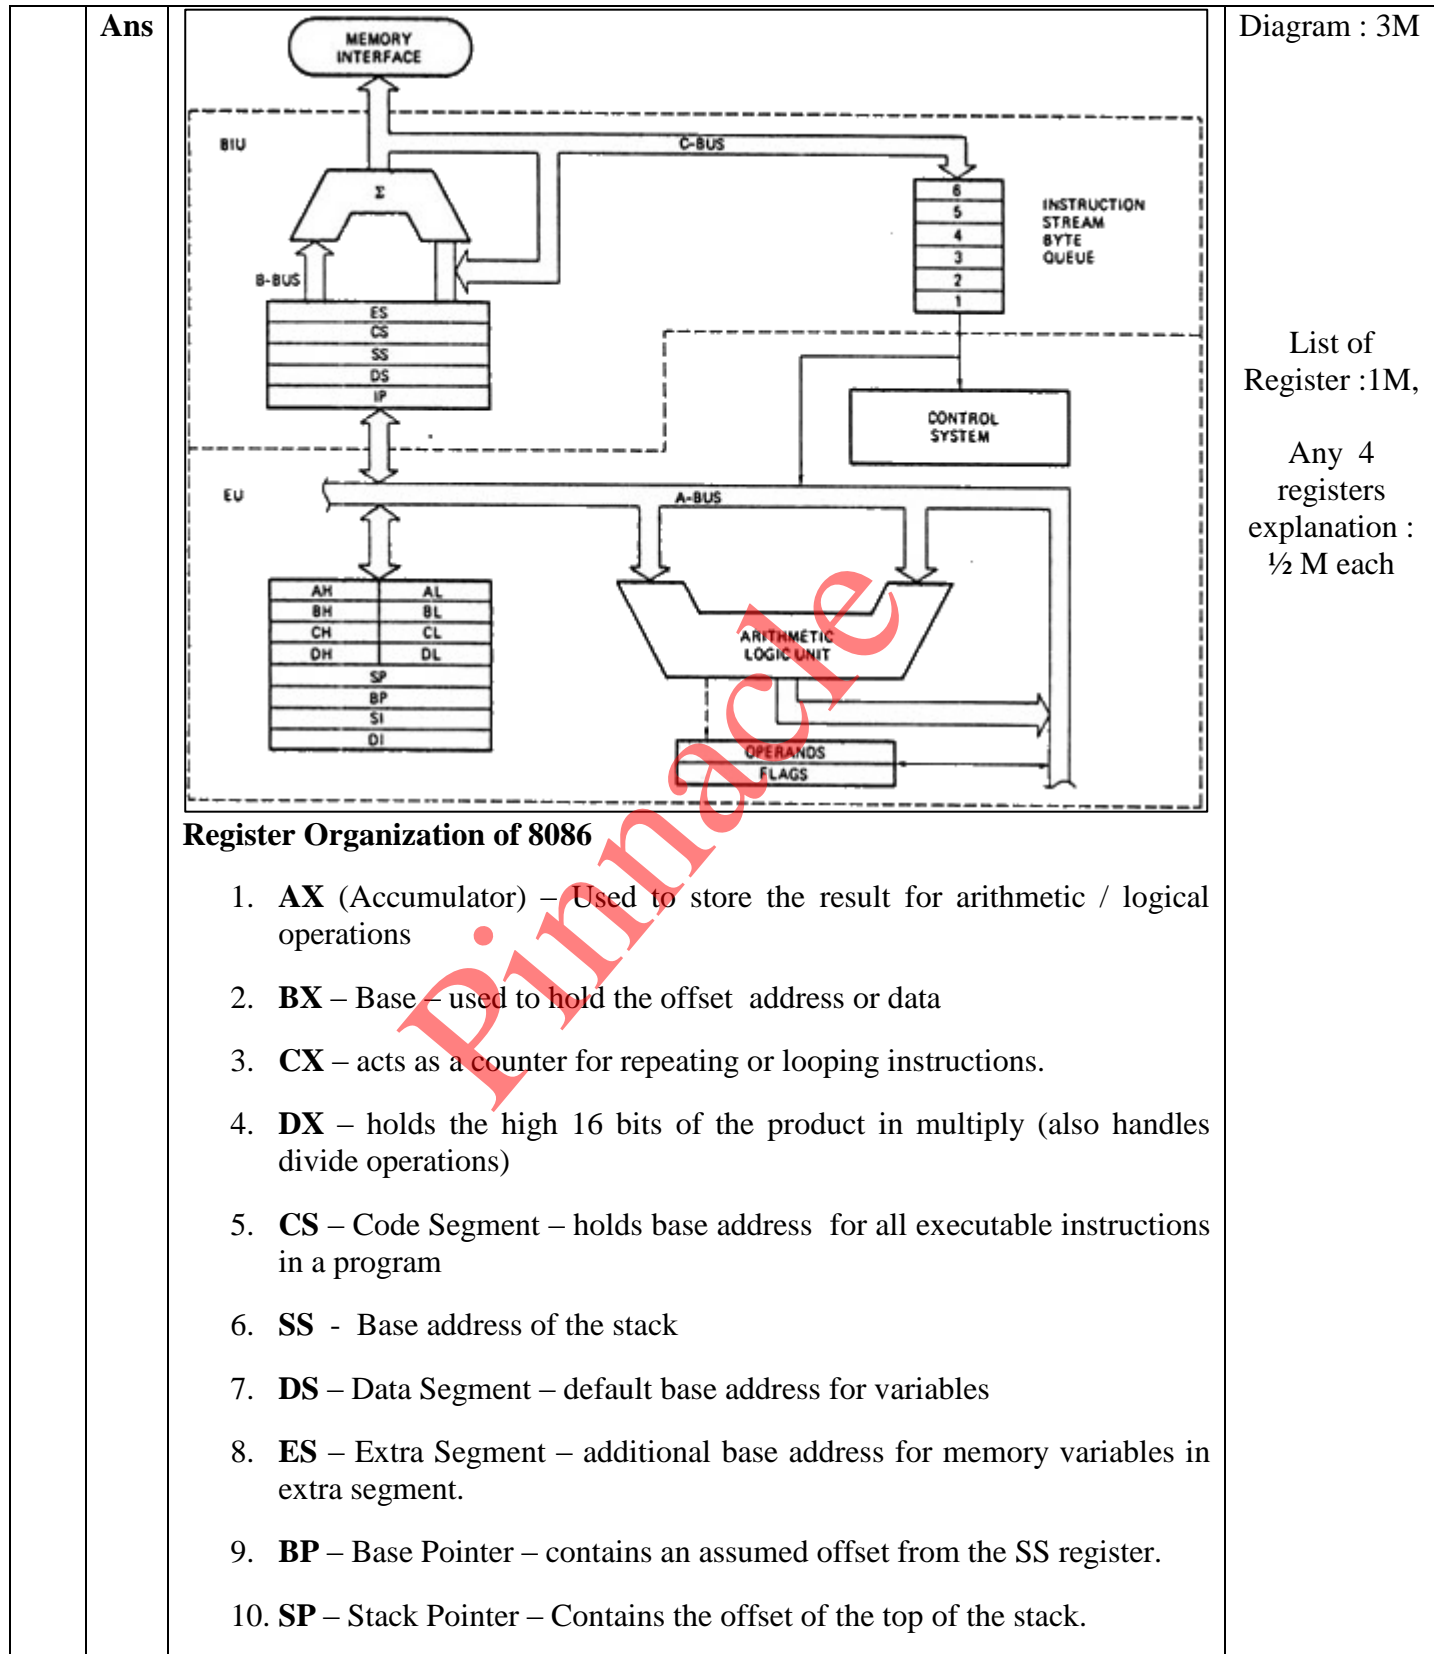 Ans
Diagram : 3M
MEMORY
INTERFACE
BIU
C-BUS
Σ
6
5
4
3
2
1
INSTRUCTION
STREAM
BYTE
QUEUE
B-BUS
ES
CS
SS
DS
IP
List of
Register :1M,
CONTROL
SYSTEM
Any 4
registers
explanation :
½ M each
EU
A-BUS
AH AL
BH BL
CH CL
DH DL
SP
BP
SI
DI
ARITHMETIC
LOGIC UNIT
OPERANDS
FLAGS
Pinnacle
Register Organization of 8086
1. AX (Accumulator) – Used to store the result for arithmetic / logical
operations
2. BX – Base – used to hold the offset address or data
3. CX – acts as a counter for repeating or looping instructions.
4. DX – holds the high 16 bits of the product in multiply (also handles
divide operations)
5. CS – Code Segment – holds base address for all executable instructions
in a program
6. SS - Base address of the stack
7. DS – Data Segment – default base address for variables
8. ES – Extra Segment – additional base address for memory variables in
extra segment.
9. BP – Base Pointer – contains an assumed offset from the SS register.
10. SP – Stack Pointer – Contains the offset of the top of the stack.